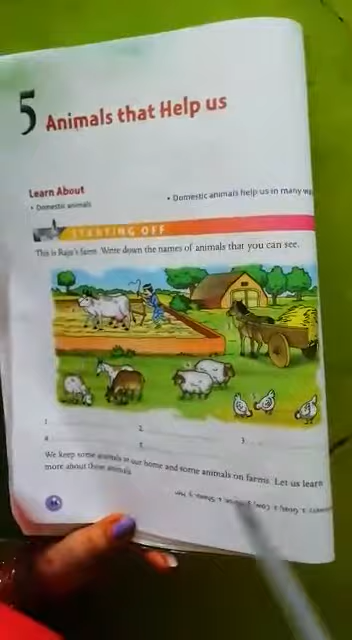 5 Animals that Help us
Learn About
• Domestic animals
• Domestic animals help us in many
STARTING OFF
This is Raju's farm. Write down the names of animals that you can see.
1.
2.
3.
4.
5.
We keep some animals in our home and some animals on farms. Let us learn
more about these animals.